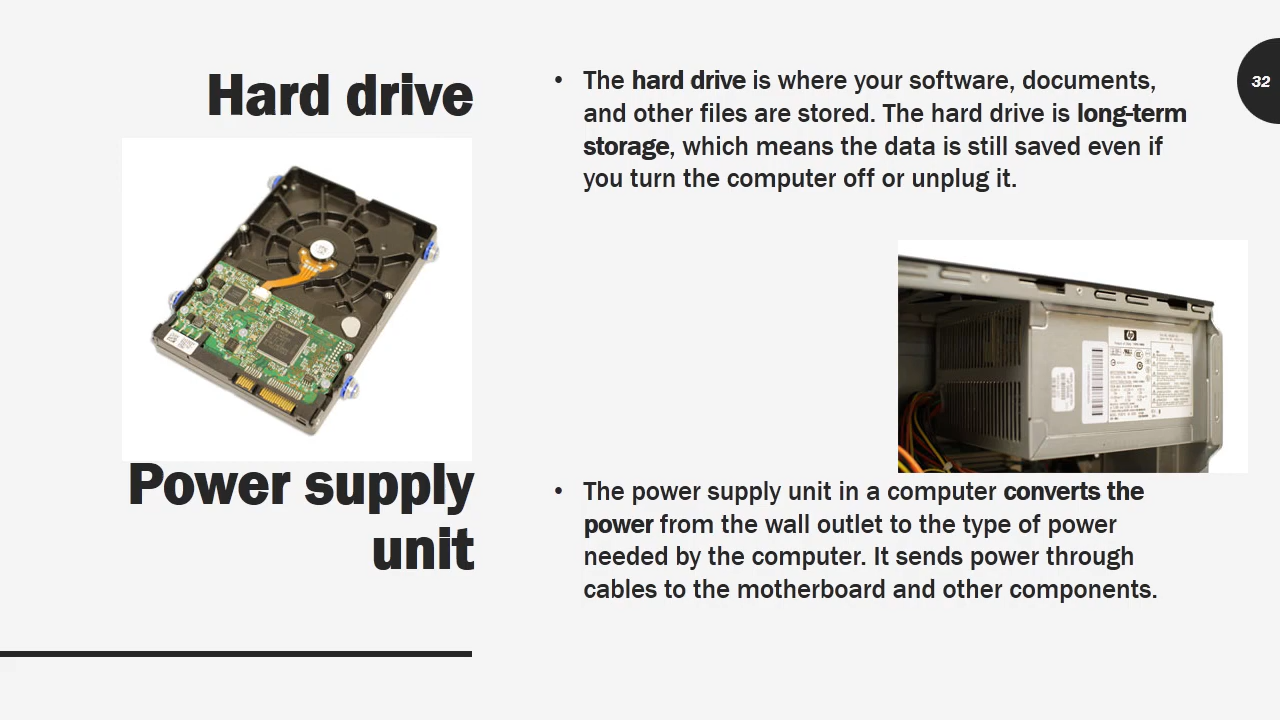 Hard drive
• The hard drive is where your software, documents,
and other files are stored. The hard drive is long-term
storage, which means the data is still saved even if
you turn the computer off or unplug it.
32
hp
Power supply
unit
• The power supply unit in a computer converts the
power from the wall outlet to the type of power
needed by the computer. It sends power through
cables to the motherboard and other components.